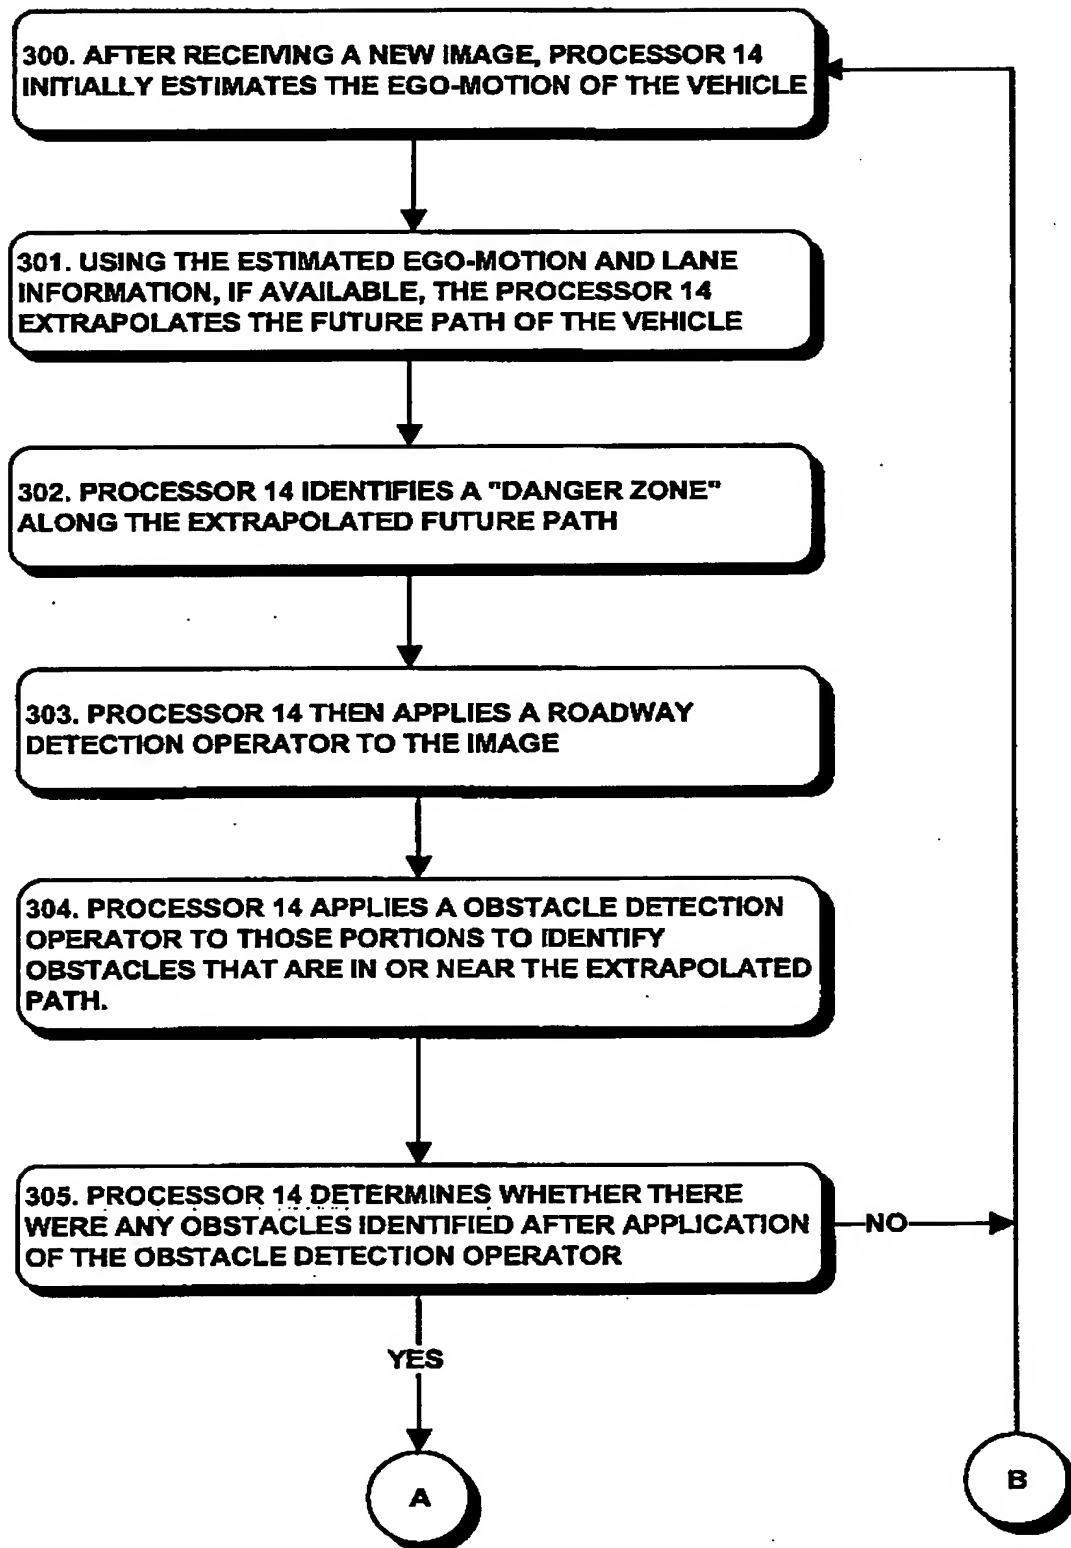 300. AFTER RECEIVING A NEW IMAGE, PROCESSOR 14
INITIALLY ESTIMATES THE EGO-MOTION OF THE VEHICLE
301. USING THE ESTIMATED EGO-MOTION AND LANE
INFORMATION, IF AVAILABLE, THE PROCESSOR 14
EXTRAPOLATES THE FUTURE PATH OF THE VEHICLE
302. PROCESSOR 14 IDENTIFIES A "DANGER ZONE"
ALONG THE EXTRAPOLATED FUTURE PATH
303. PROCESSOR 14 THEN APPLIES A ROADWAY
DETECTION OPERATOR TO THE IMAGE
304. PROCESSOR 14 APPLIES A OBSTACLE DETECTION
OPERATOR TO THOSE PORTIONS TO IDENTIFY
OBSTACLES THAT ARE IN OR NEAR THE EXTRAPOLATED
PATH.
305. PROCESSOR 14 DETERMINES WHETHER THERE
WERE ANY OBSTACLES IDENTIFIED AFTER APPLICATION
OF THE OBSTACLE DETECTION OPERATOR
NO
YES
A
B